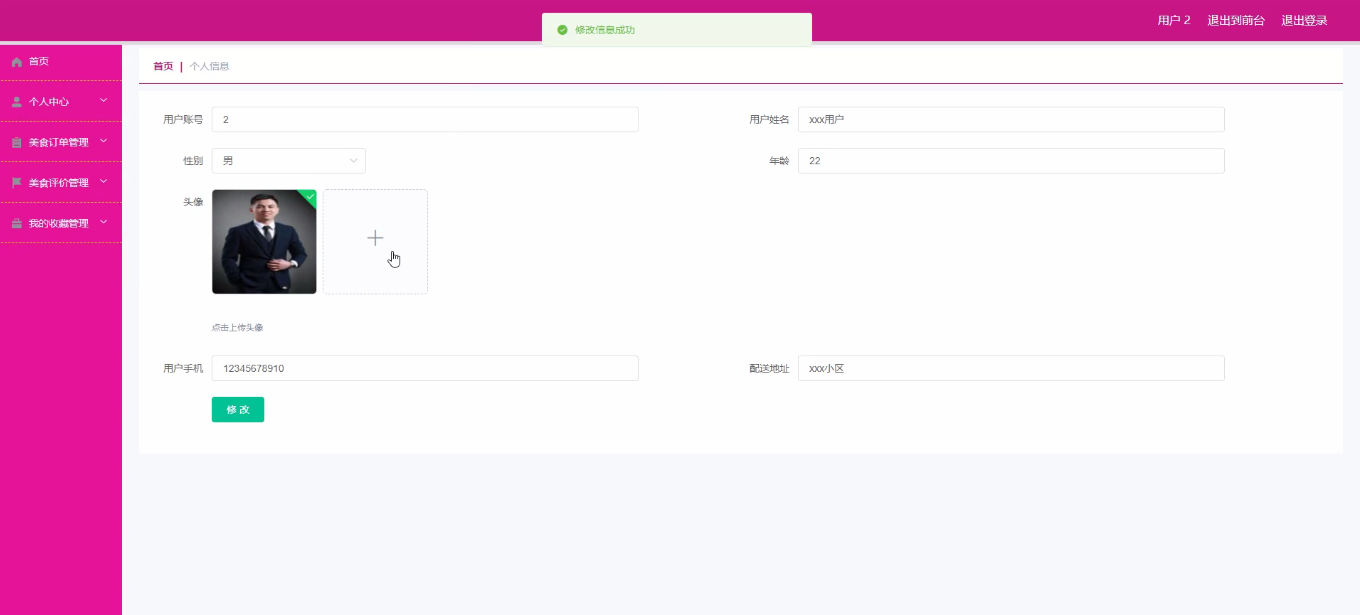 修改信息成功
用户 2 退出到前台 退出登录
首页
个人中心
美食订单管理
美食评价管理
我的收藏管理
首页 | 个人信息
用户账号 2 用户姓名 xxx用户
性别 男 年龄 22
头像
点击上传头像
用户手机 12345678910 配送地址 xxx小区
修 改